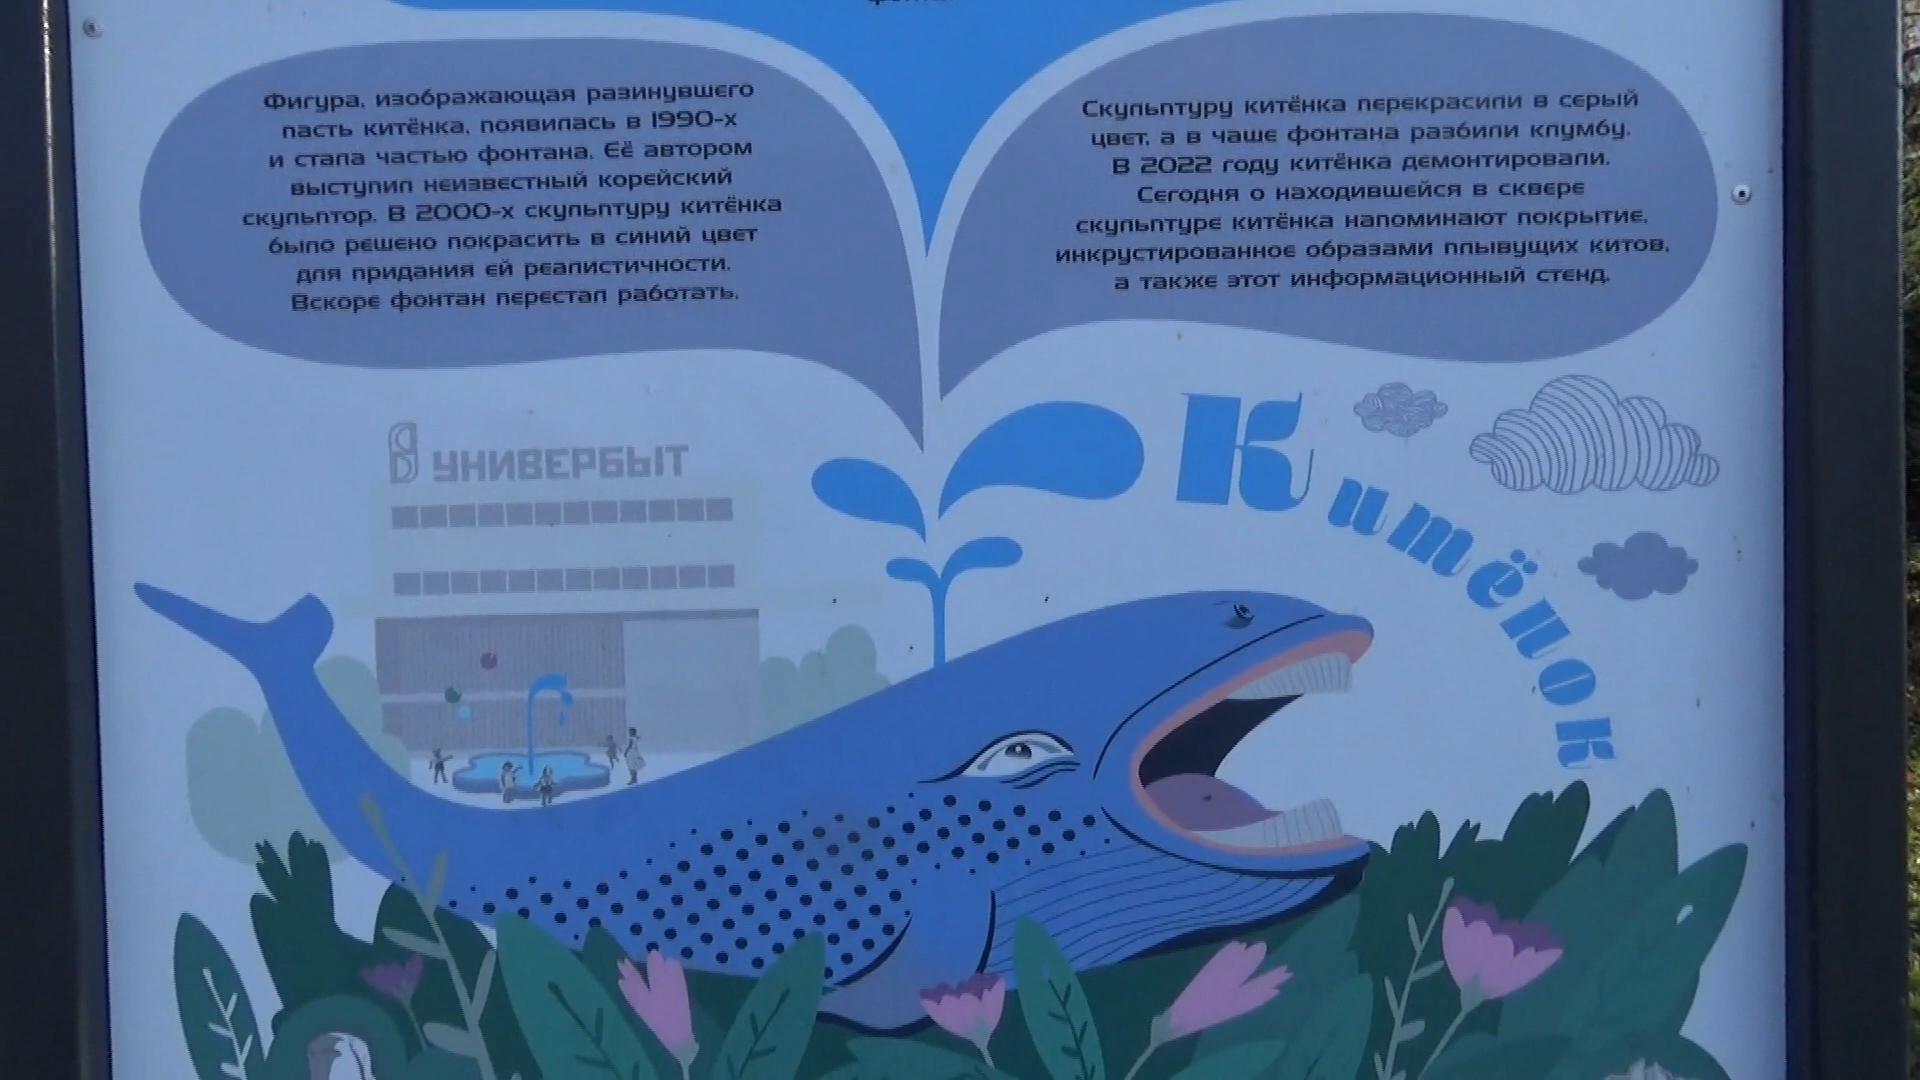 Фигура, изображающая разинувшего
пасть китёнка, появилась в 1990-х
и стала частью фонтана. Её автором
выступил неизвестный корейский
скульптор. В 2000-х скульптуру китёнка
было решено покрасить в синий цвет
для придания ей реалистичности.
Вскоре фонтан перестал работать.
Скульптуру китёнка перекрасили в серый
цвет, а в чаше фонтана разбили клумбу.
В 2022 году китёнка демонтировали.
Сегодня о находившейся в сквере
скульптуре китёнка напоминают покрытие,
инкрустированное образами плывущих китов,
а также этот информационный стенд.
УНИВЕРБЫТ
Китёнок